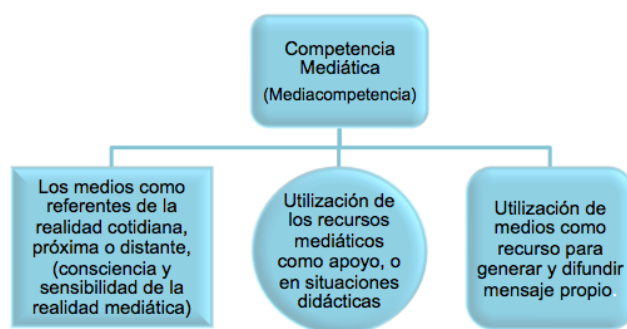 Competencia
Mediática
(Mediacompetencia)
Los medios como
referentes de la
realidad cotidiana,
próxima o distante,
(consciencia y
sensibilidad de la
realidad mediática)
Utilización de
los recursos
mediáticos
como apoyo, o
en situaciones
didácticas
Utilización de
medios como
recurso para
generar y difundir
mensaje propio.